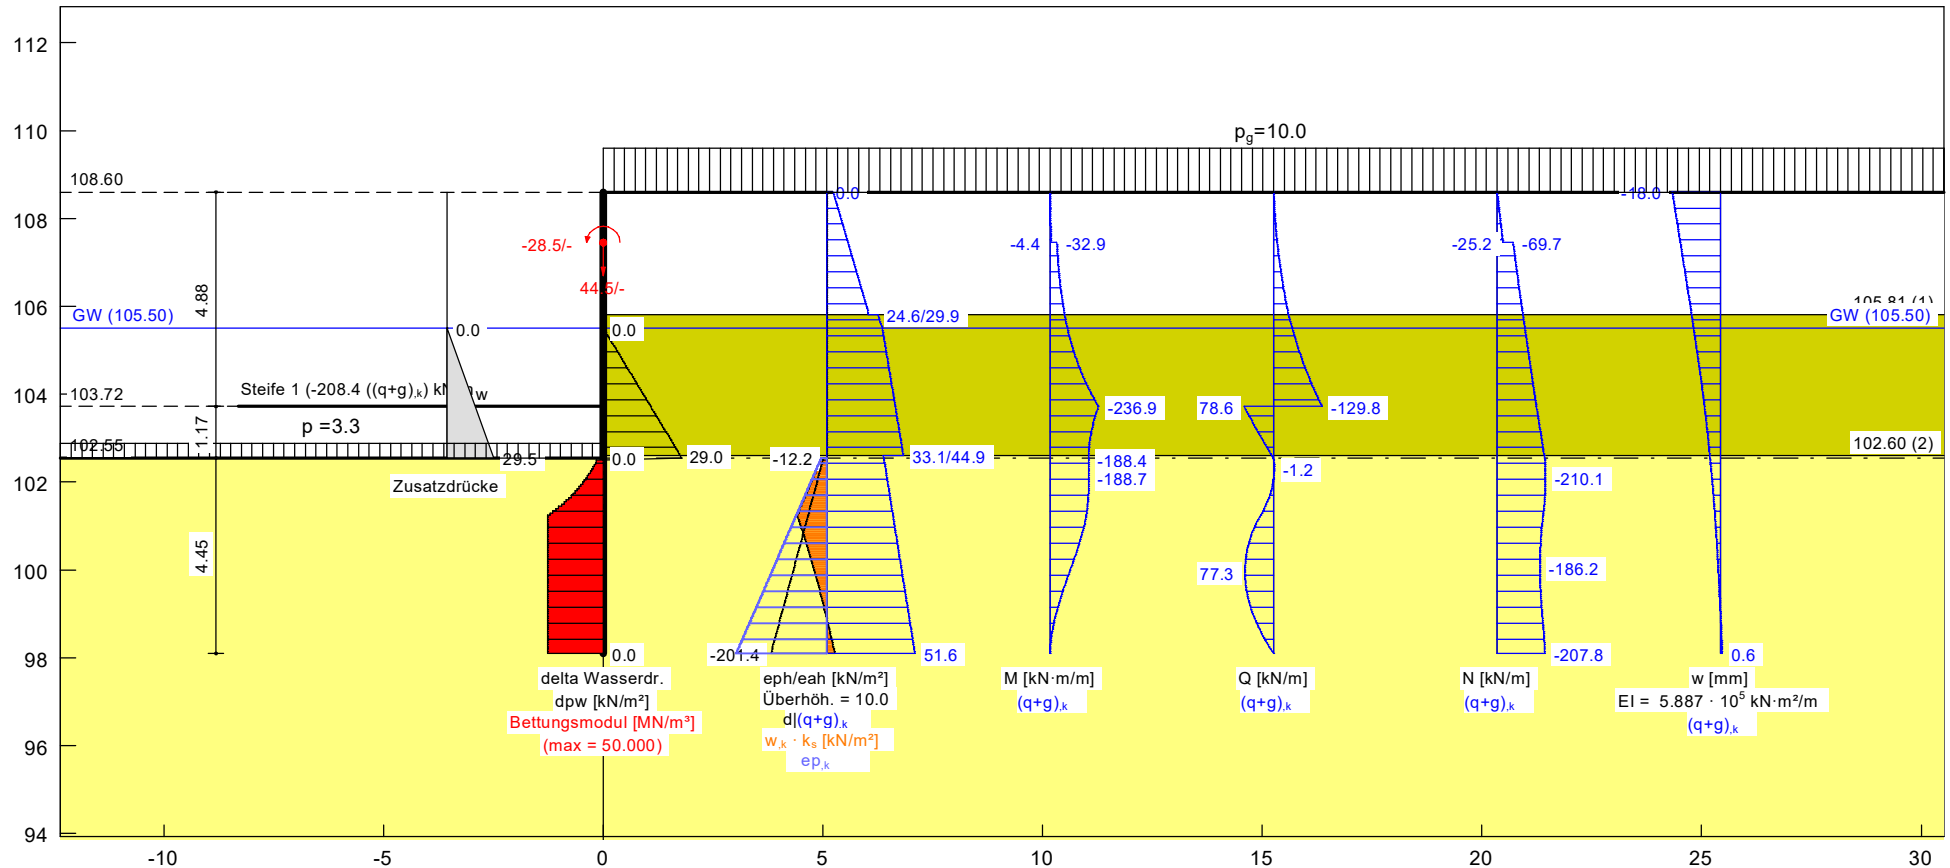 112
110
108
106
104
102
100
98
96
94
-10
-5
0
5
10
15
20
25
30
p_g=10.0
108.60
4.88
GW (105.50)
0.0
Steife 1 (-208.4 ((q+g),k) kN
w
103.72
1.17
p =3.3
102.55
29.5
Zusatzdrücke
4.45
-28.5/-
44.5/-
0.0
29.0
0.0
0.0
delta Wasserdr.
dpw [kN/m²]
Bettungsmodul [MN/m³]
(max = 50.000)
0.0
24.6/29.9
-12.2
33.1/44.9
-201.4
51.6
eph/eah [kN/m²]
Überhöh. = 10.0
d|(q+g),k
w,k · ks [kN/m²]
ep,k
-4.4
-32.9
-236.9
-188.4
-188.7
M [kN·m/m]
(q+g),k
78.6
-129.8
-1.2
77.3
Q [kN/m]
(q+g),k
-25.2
-69.7
-210.1
-186.2
-207.8
N [kN/m]
(q+g),k
-18.0
0.6
w [mm]
EI = 5.887 · 10⁵ kN·m²/m
(q+g),k
105.81 (1)
GW (105.50)
102.60 (2)